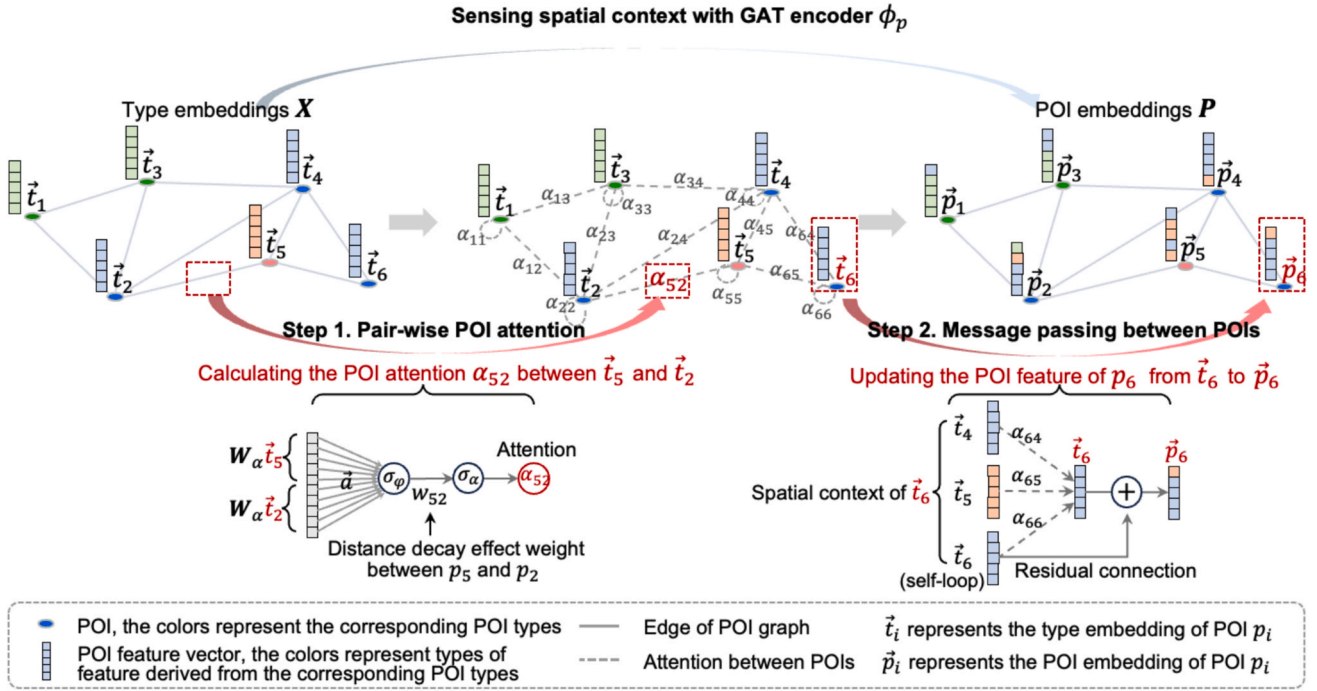 Sensing spatial context with GAT encoder ϕₚ
Type embeddings X
POI embeddings P
t⃗₁
t⃗₂
t⃗₃
t⃗₄
t⃗₅
t⃗₆
t⃗₁
t⃗₂
t⃗₃
t⃗₄
t⃗₅
t⃗₆
α₁₁
α₁₂
α₁₃
α₂₂
α₂₃
α₂₄
α₃₃
α₃₄
α₄₄
α₄₅
α₅₂
α₅₅
α₆₄
α₆₅
α₆₆
p⃗₁
p⃗₂
p⃗₃
p⃗₄
p⃗₅
p⃗₆
Step 1. Pair-wise POI attention
Calculating the POI attention α₅₂ between t⃗₅ and t⃗₂
W_α t⃗₅
W_α t⃗₂
a⃗
σ_φ
w₅₂
σ_α
Attention
α₅₂
Distance decay effect weight
between p₅ and p₂
Step 2. Message passing between POIs
Updating the POI feature of p₆ from t⃗₆ to p⃗₆
Spatial context of t⃗₆
t⃗₄
t⃗₅
t⃗₆
(self-loop)
α₆₄
α₆₅
α₆₆
t⃗₆
+
p⃗₆
Residual connection
POI, the colors represent the corresponding POI types
POI feature vector, the colors represent types of
feature derived from the corresponding POI types
Edge of POI graph
Attention between POIs
t⃗ᵢ represents the type embedding of POI pᵢ
p⃗ᵢ represents the POI embedding of POI pᵢ